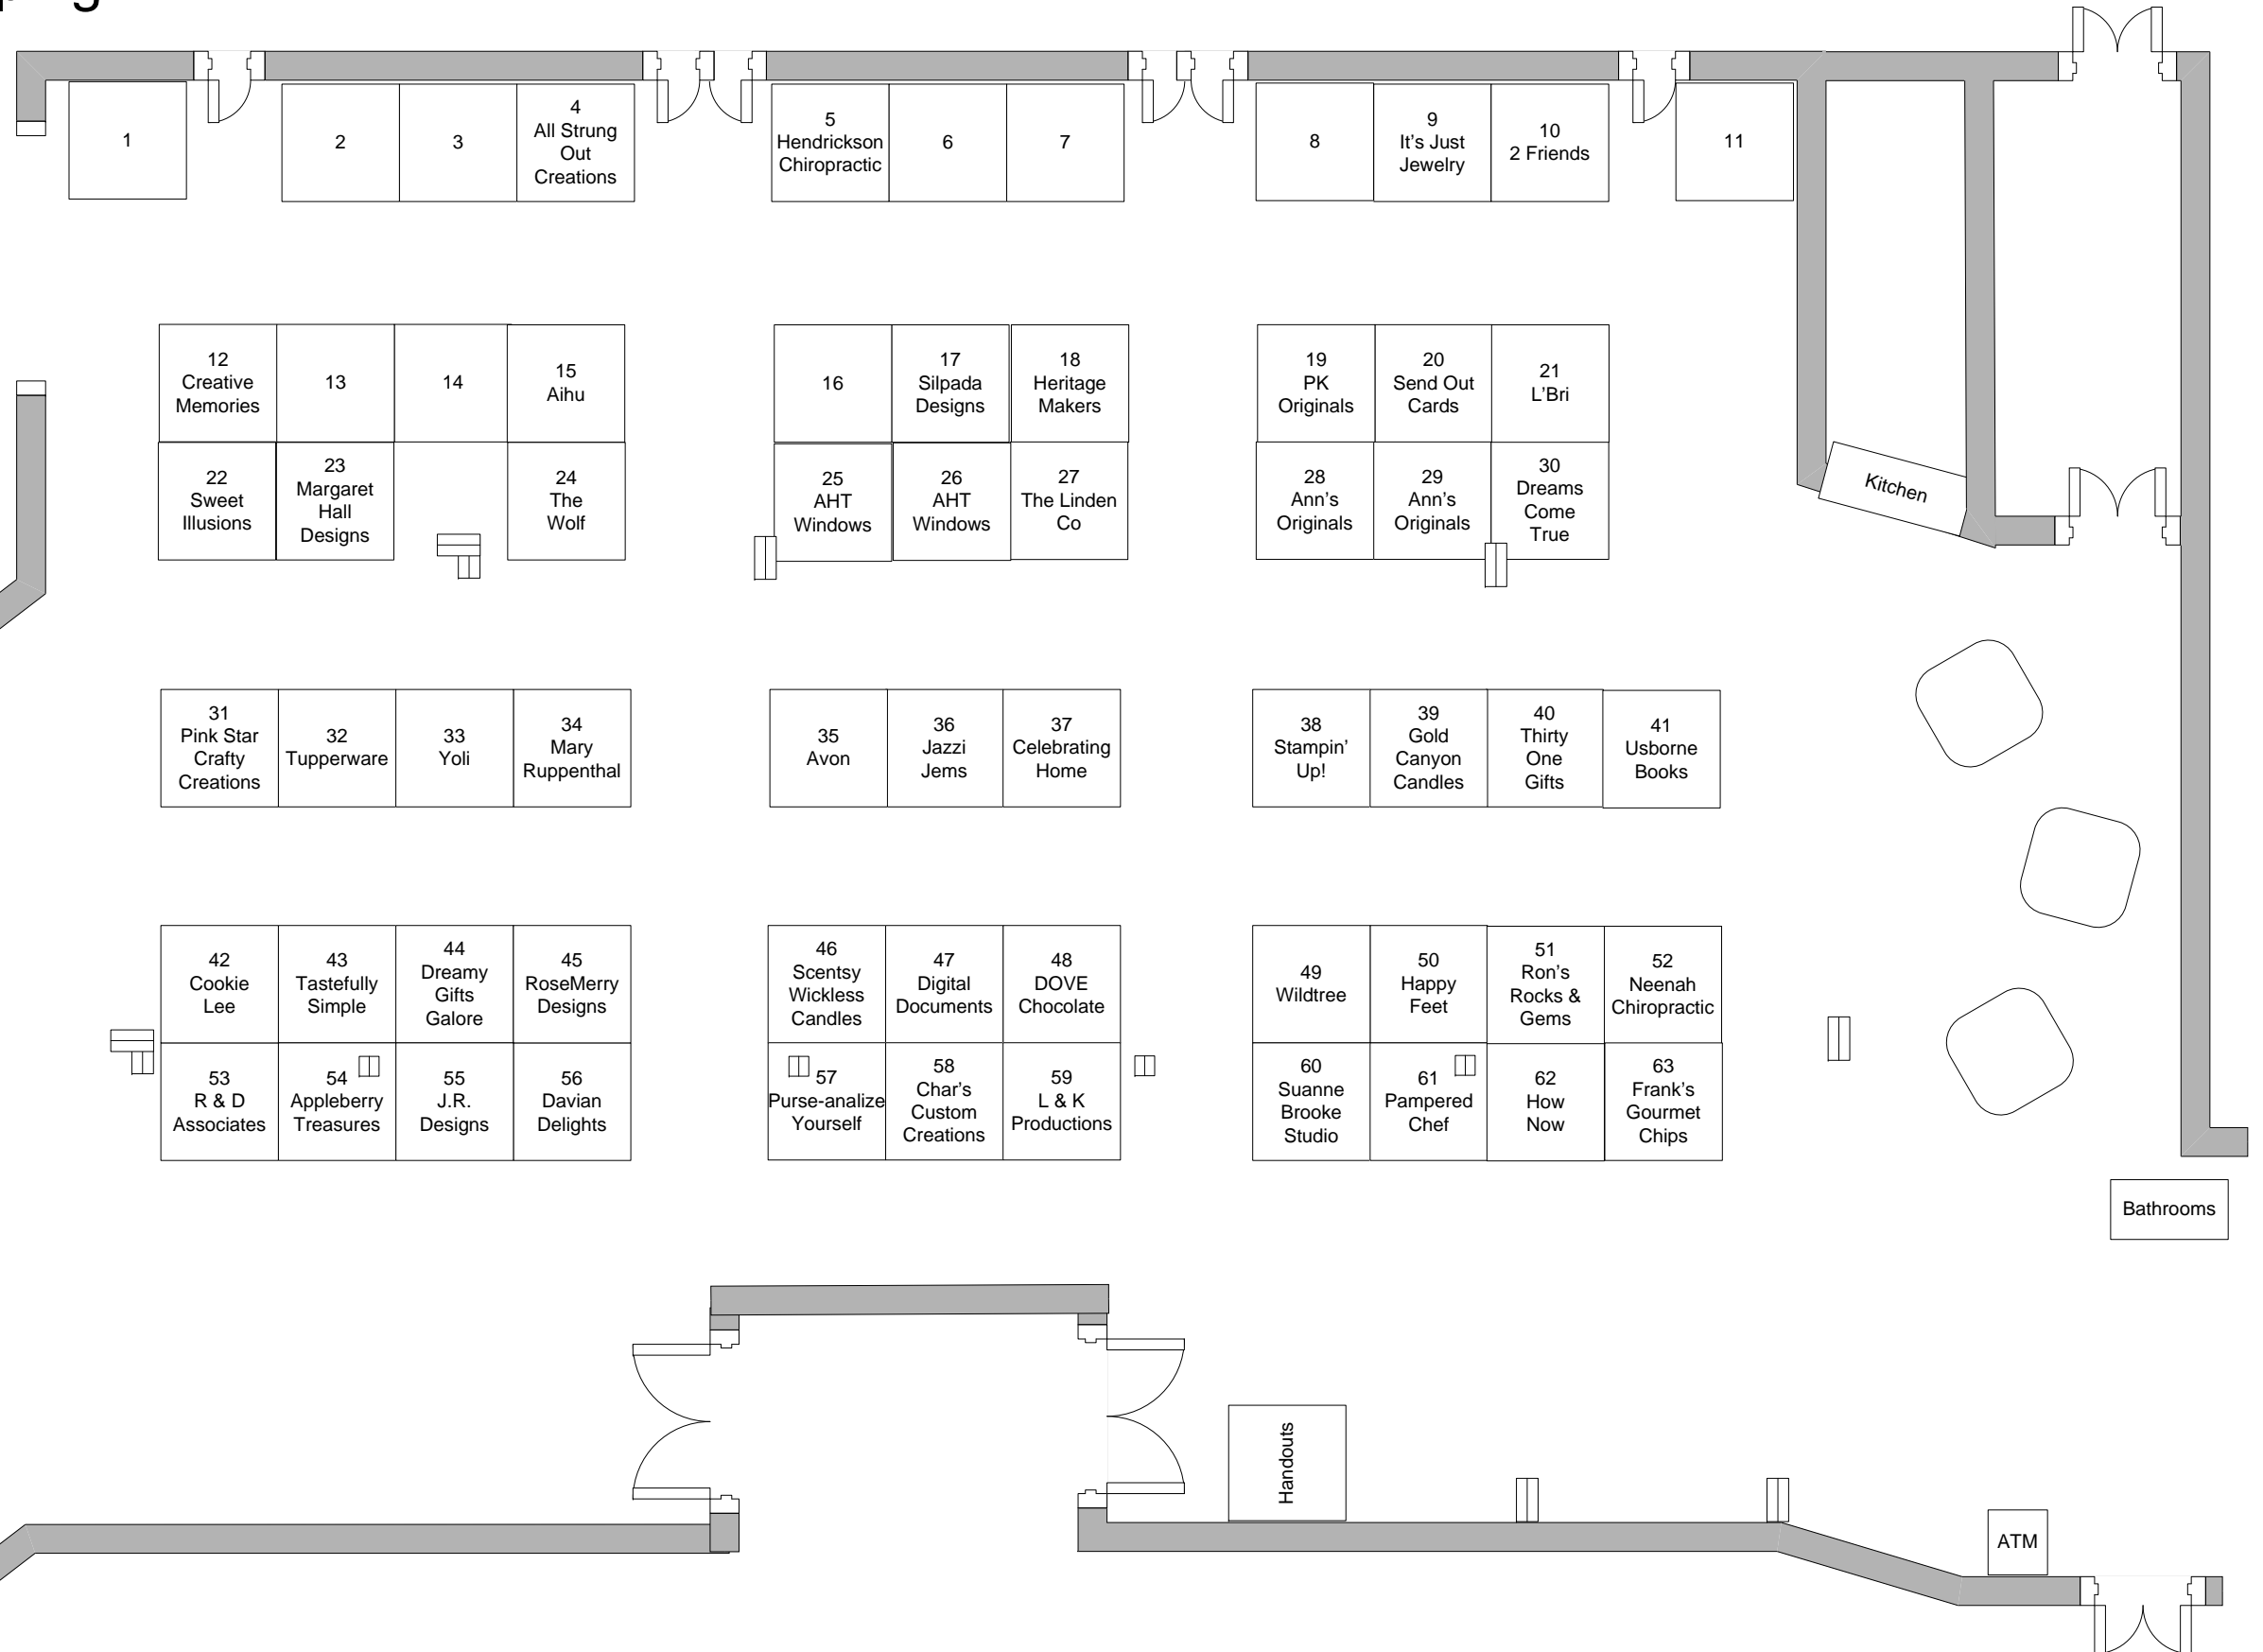 1
2
3
4
All Strung
Out
Creations
5
Hendrickson
Chiropractic
6
7
8
9
It's Just
Jewelry
10
2 Friends
11
12
Creative
Memories
13
14
15
Aihu
16
17
Silpada
Designs
18
Heritage
Makers
19
PK
Originals
20
Send Out
Cards
21
L'Bri
22
Sweet
Illusions
23
Margaret
Hall
Designs
24
The
Wolf
25
AHT
Windows
26
AHT
Windows
27
The Linden
Co
28
Ann's
Originals
29
Ann's
Originals
30
Dreams
Come
True
Kitchen
31
Pink Star
Crafty
Creations
32
Tupperware
33
Yoli
34
Mary
Ruppenthal
35
Avon
36
Jazzi
Jems
37
Celebrating
Home
38
Stampin'
Up!
39
Gold
Canyon
Candles
40
Thirty
One
Gifts
41
Usborne
Books
42
Cookie
Lee
43
Tastefully
Simple
44
Dreamy
Gifts
Galore
45
RoseMerry
Designs
46
Scentsy
Wickless
Candles
47
Digital
Documents
48
DOVE
Chocolate
49
Wildtree
50
Happy
Feet
51
Ron's
Rocks &
Gems
52
Neenah
Chiropractic
53
R & D
Associates
54
Appleberry
Treasures
55
J.R.
Designs
56
Davian
Delights
57
Purse-analize
Yourself
58
Char's
Custom
Creations
59
L & K
Productions
60
Suanne
Brooke
Studio
61
Pampered
Chef
62
How
Now
63
Frank's
Gourmet
Chips
Bathrooms
Handouts
ATM